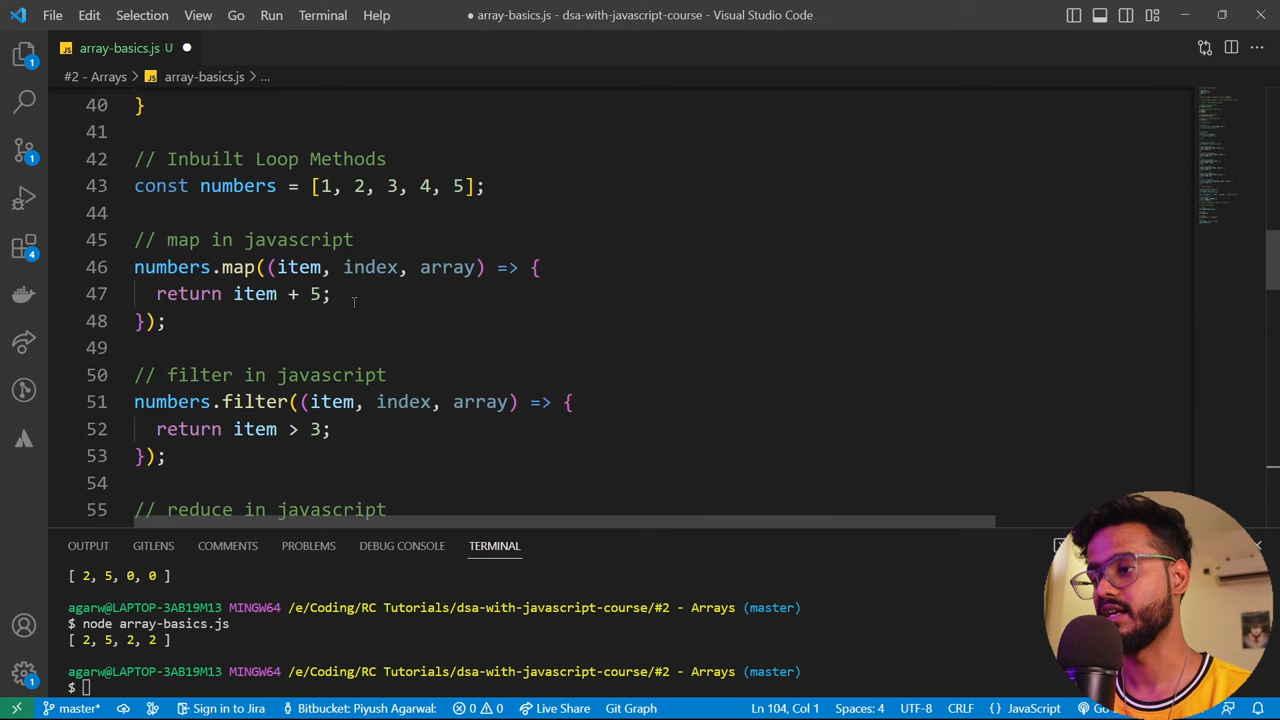 File Edit Selection View Go Run Terminal Help ● array-basics.js - dsa-with-javascript-course - Visual Studio Code
JS array-basics.js U ●
#2 - Arrays > JS array-basics.js > ...
40 }
41
42 // Inbuilt Loop Methods
43 const numbers = [1, 2, 3, 4, 5];
44
45 // map in javascript
46 numbers.map((item, index, array) => {
47 return item + 5;
48 });
49
50 // filter in javascript
51 numbers.filter((item, index, array) => {
52 return item > 3;
53 });
54
55 // reduce in javascript
OUTPUT GITLENS COMMENTS PROBLEMS DEBUG CONSOLE TERMINAL
[ 2, 5, 0, 0 ]
agarw@LAPTOP-3AB19M13 MINGW64 /e/Coding/RC Tutorials/dsa-with-javascript-course/#2 - Arrays (master)
$ node array-basics.js
[ 2, 5, 2, 2 ]
agarw@LAPTOP-3AB19M13 MINGW64 /e/Coding/RC Tutorials/dsa-with-javascript-course/#2 - Arrays (master)
$
1
1
4
1
master* Sign in to Jira Bitbucket: Piyush Agarwal: 0 0 Live Share Git Graph Ln 104, Col 1 Spaces: 4 UTF-8 CRLF {} JavaScript Go